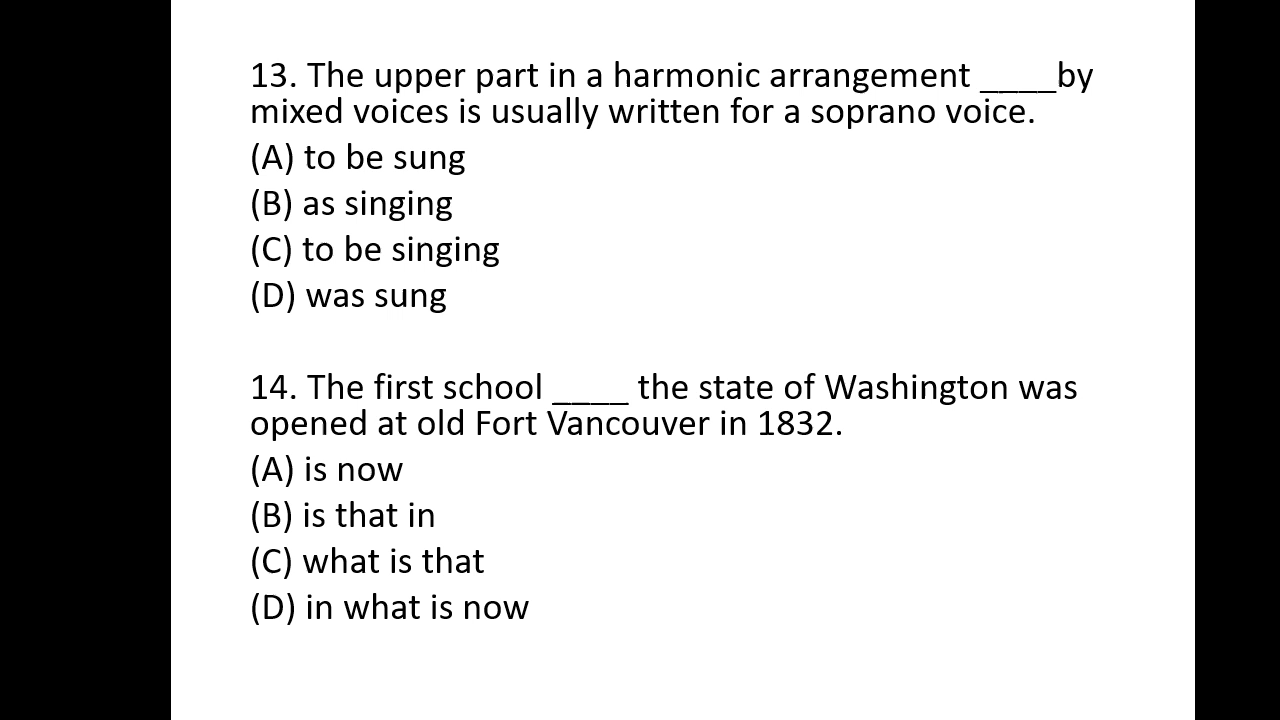 13. The upper part in a harmonic arrangement ____by
mixed voices is usually written for a soprano voice.
(A) to be sung
(B) as singing
(C) to be singing
(D) was sung
14. The first school ____ the state of Washington was
opened at old Fort Vancouver in 1832.
(A) is now
(B) is that in
(C) what is that
(D) in what is now